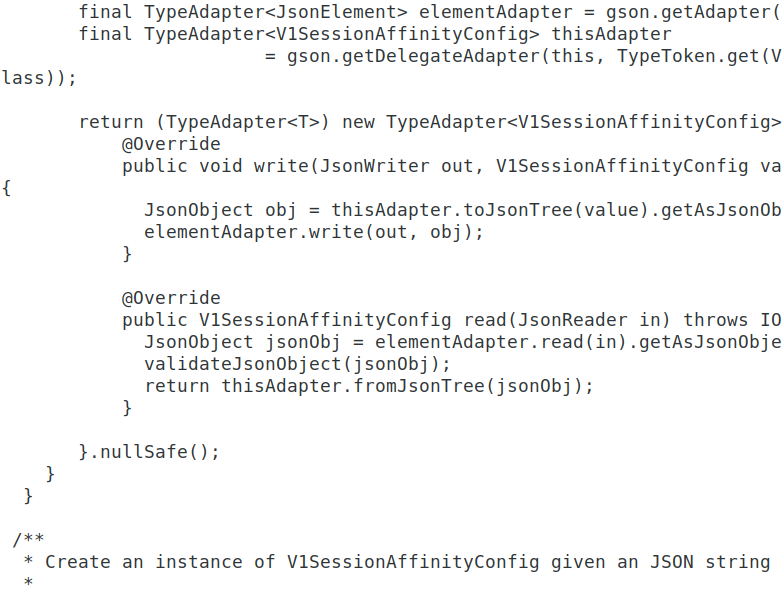 final TypeAdapter<JsonElement> elementAdapter = gson.getAdapter(
final TypeAdapter<V1SessionAffinityConfig> thisAdapter
= gson.getDelegateAdapter(this, TypeToken.get(V
lass));
return (TypeAdapter<T>) new TypeAdapter<V1SessionAffinityConfig>
@Override
public void write(JsonWriter out, V1SessionAffinityConfig va
{
JsonObject obj = thisAdapter.toJsonTree(value).getAsJsonOb
elementAdapter.write(out, obj);
}
@Override
public V1SessionAffinityConfig read(JsonReader in) throws IO
JsonObject jsonObj = elementAdapter.read(in).getAsJsonObje
validateJsonObject(jsonObj);
return thisAdapter.fromJsonTree(jsonObj);
}
}.nullSafe();
}
}
/**
* Create an instance of V1SessionAffinityConfig given an JSON string
*